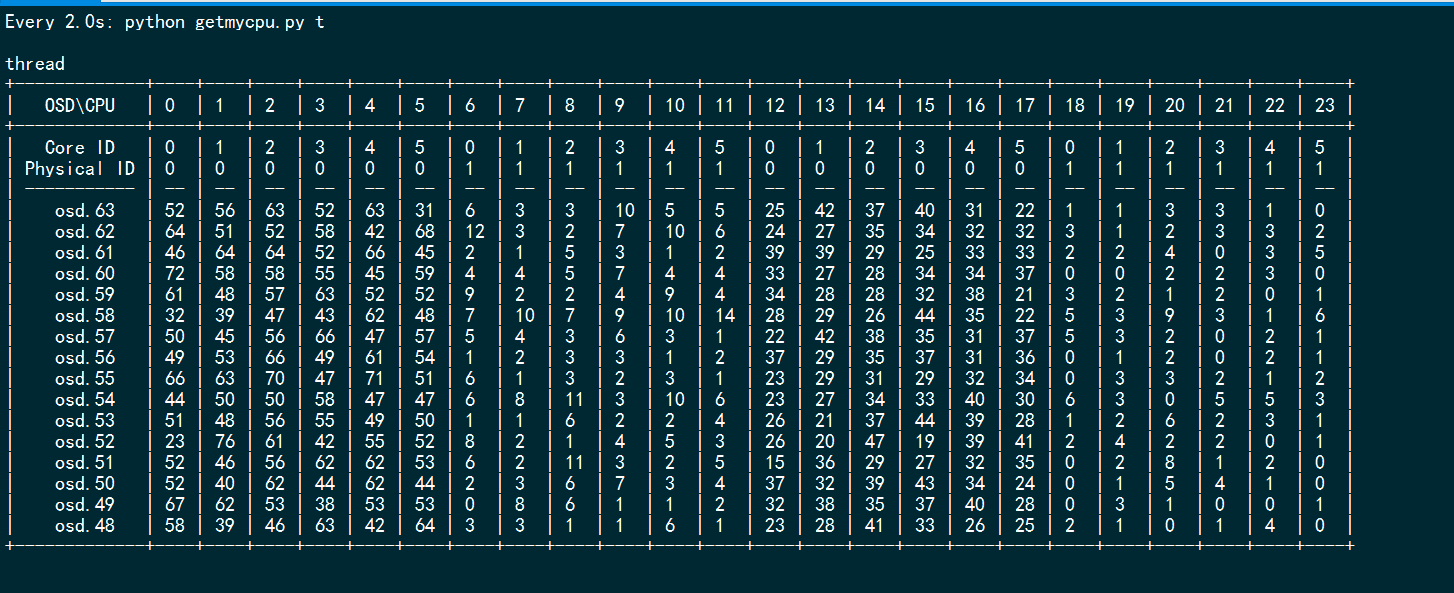 Every 2.0s: python getmycpu.py t
thread
+-------------+----+----+----+----+----+----+----+----+----+----+----+----+----+----+----+----+----+----+----+----+----+----+----+----+
| OSD\CPU | 0 | 1 | 2 | 3 | 4 | 5 | 6 | 7 | 8 | 9 | 10 | 11 | 12 | 13 | 14 | 15 | 16 | 17 | 18 | 19 | 20 | 21 | 22 | 23 |
+-------------+----+----+----+----+----+----+----+----+----+----+----+----+----+----+----+----+----+----+----+----+----+----+----+----+
| Core ID | 0 | 1 | 2 | 3 | 4 | 5 | 0 | 1 | 2 | 3 | 4 | 5 | 0 | 1 | 2 | 3 | 4 | 5 | 0 | 1 | 2 | 3 | 4 | 5 |
| Physical ID | 0 | 0 | 0 | 0 | 0 | 0 | 1 | 1 | 1 | 1 | 1 | 1 | 0 | 0 | 0 | 0 | 0 | 0 | 1 | 1 | 1 | 1 | 1 | 1 |
| ----------- | -- | -- | -- | -- | -- | -- | -- | -- | -- | -- | -- | -- | -- | -- | -- | -- | -- | -- | -- | -- | -- | -- | -- | -- |
| osd.63 | 52 | 56 | 63 | 52 | 63 | 31 | 6 | 3 | 3 | 10 | 5 | 5 | 25 | 42 | 37 | 40 | 31 | 22 | 1 | 1 | 3 | 3 | 1 | 0 |
| osd.62 | 64 | 51 | 52 | 58 | 42 | 68 | 12 | 3 | 2 | 7 | 10 | 6 | 24 | 27 | 35 | 34 | 32 | 32 | 3 | 1 | 2 | 3 | 3 | 2 |
| osd.61 | 46 | 64 | 64 | 52 | 66 | 45 | 2 | 1 | 5 | 3 | 1 | 2 | 39 | 39 | 29 | 25 | 33 | 33 | 2 | 2 | 4 | 0 | 3 | 5 |
| osd.60 | 72 | 58 | 58 | 55 | 45 | 59 | 4 | 4 | 5 | 7 | 4 | 4 | 33 | 27 | 28 | 34 | 34 | 37 | 0 | 0 | 2 | 2 | 3 | 0 |
| osd.59 | 61 | 48 | 57 | 63 | 52 | 52 | 9 | 2 | 2 | 4 | 9 | 4 | 34 | 28 | 28 | 32 | 38 | 21 | 3 | 2 | 1 | 2 | 0 | 1 |
| osd.58 | 32 | 39 | 47 | 43 | 62 | 48 | 7 | 10 | 7 | 9 | 10 | 14 | 28 | 29 | 26 | 44 | 35 | 22 | 5 | 3 | 9 | 3 | 1 | 6 |
| osd.57 | 50 | 45 | 56 | 66 | 47 | 57 | 5 | 4 | 3 | 6 | 3 | 1 | 22 | 42 | 38 | 35 | 31 | 37 | 5 | 3 | 2 | 0 | 2 | 1 |
| osd.56 | 49 | 53 | 66 | 49 | 61 | 54 | 1 | 2 | 3 | 3 | 1 | 2 | 37 | 29 | 35 | 37 | 31 | 36 | 0 | 1 | 2 | 0 | 2 | 1 |
| osd.55 | 66 | 63 | 70 | 47 | 71 | 51 | 6 | 1 | 3 | 2 | 3 | 1 | 23 | 29 | 31 | 29 | 32 | 34 | 0 | 3 | 3 | 2 | 1 | 2 |
| osd.54 | 44 | 50 | 50 | 58 | 47 | 47 | 6 | 8 | 11 | 3 | 10 | 6 | 23 | 27 | 34 | 33 | 40 | 30 | 6 | 3 | 0 | 5 | 5 | 3 |
| osd.53 | 51 | 48 | 56 | 55 | 49 | 50 | 1 | 1 | 6 | 2 | 2 | 4 | 26 | 21 | 37 | 44 | 39 | 28 | 1 | 2 | 6 | 2 | 3 | 1 |
| osd.52 | 23 | 76 | 61 | 42 | 55 | 52 | 8 | 2 | 1 | 4 | 5 | 3 | 26 | 20 | 47 | 19 | 39 | 41 | 2 | 4 | 2 | 2 | 0 | 1 |
| osd.51 | 52 | 46 | 56 | 62 | 62 | 53 | 6 | 2 | 11 | 3 | 2 | 5 | 15 | 36 | 29 | 27 | 32 | 35 | 0 | 2 | 8 | 1 | 2 | 0 |
| osd.50 | 52 | 40 | 62 | 44 | 62 | 44 | 2 | 3 | 6 | 7 | 3 | 4 | 37 | 32 | 39 | 43 | 34 | 24 | 0 | 1 | 5 | 4 | 1 | 0 |
| osd.49 | 67 | 62 | 53 | 38 | 53 | 53 | 0 | 8 | 6 | 1 | 1 | 2 | 32 | 38 | 35 | 37 | 40 | 28 | 0 | 3 | 1 | 0 | 0 | 1 |
| osd.48 | 58 | 39 | 46 | 63 | 42 | 64 | 3 | 3 | 1 | 1 | 6 | 1 | 23 | 28 | 41 | 33 | 26 | 25 | 2 | 1 | 0 | 1 | 4 | 0 |
+-------------+----+----+----+----+----+----+----+----+----+----+----+----+----+----+----+----+----+----+----+----+----+----+----+----+